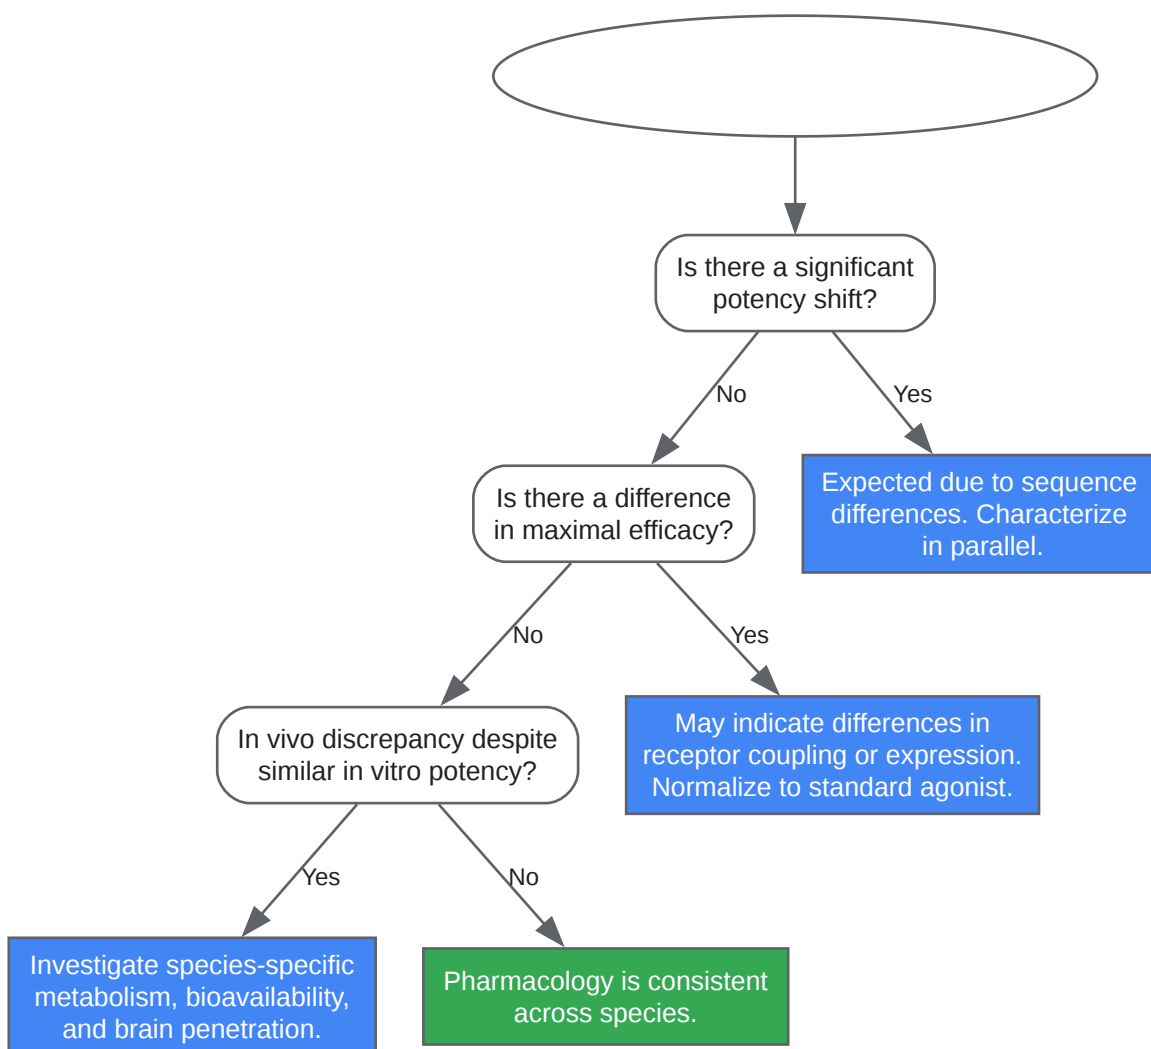 Is there a significant
potency shift?
No
Yes
Is there a difference
in maximal efficacy?
Expected due to sequence
differences. Characterize
in parallel.
No
Yes
In vivo discrepancy despite
similar in vitro potency?
May indicate differences in
receptor coupling or expression.
Normalize to standard agonist.
Yes
No
Investigate species-specific
metabolism, bioavailability,
and brain penetration.
Pharmacology is consistent
across species.